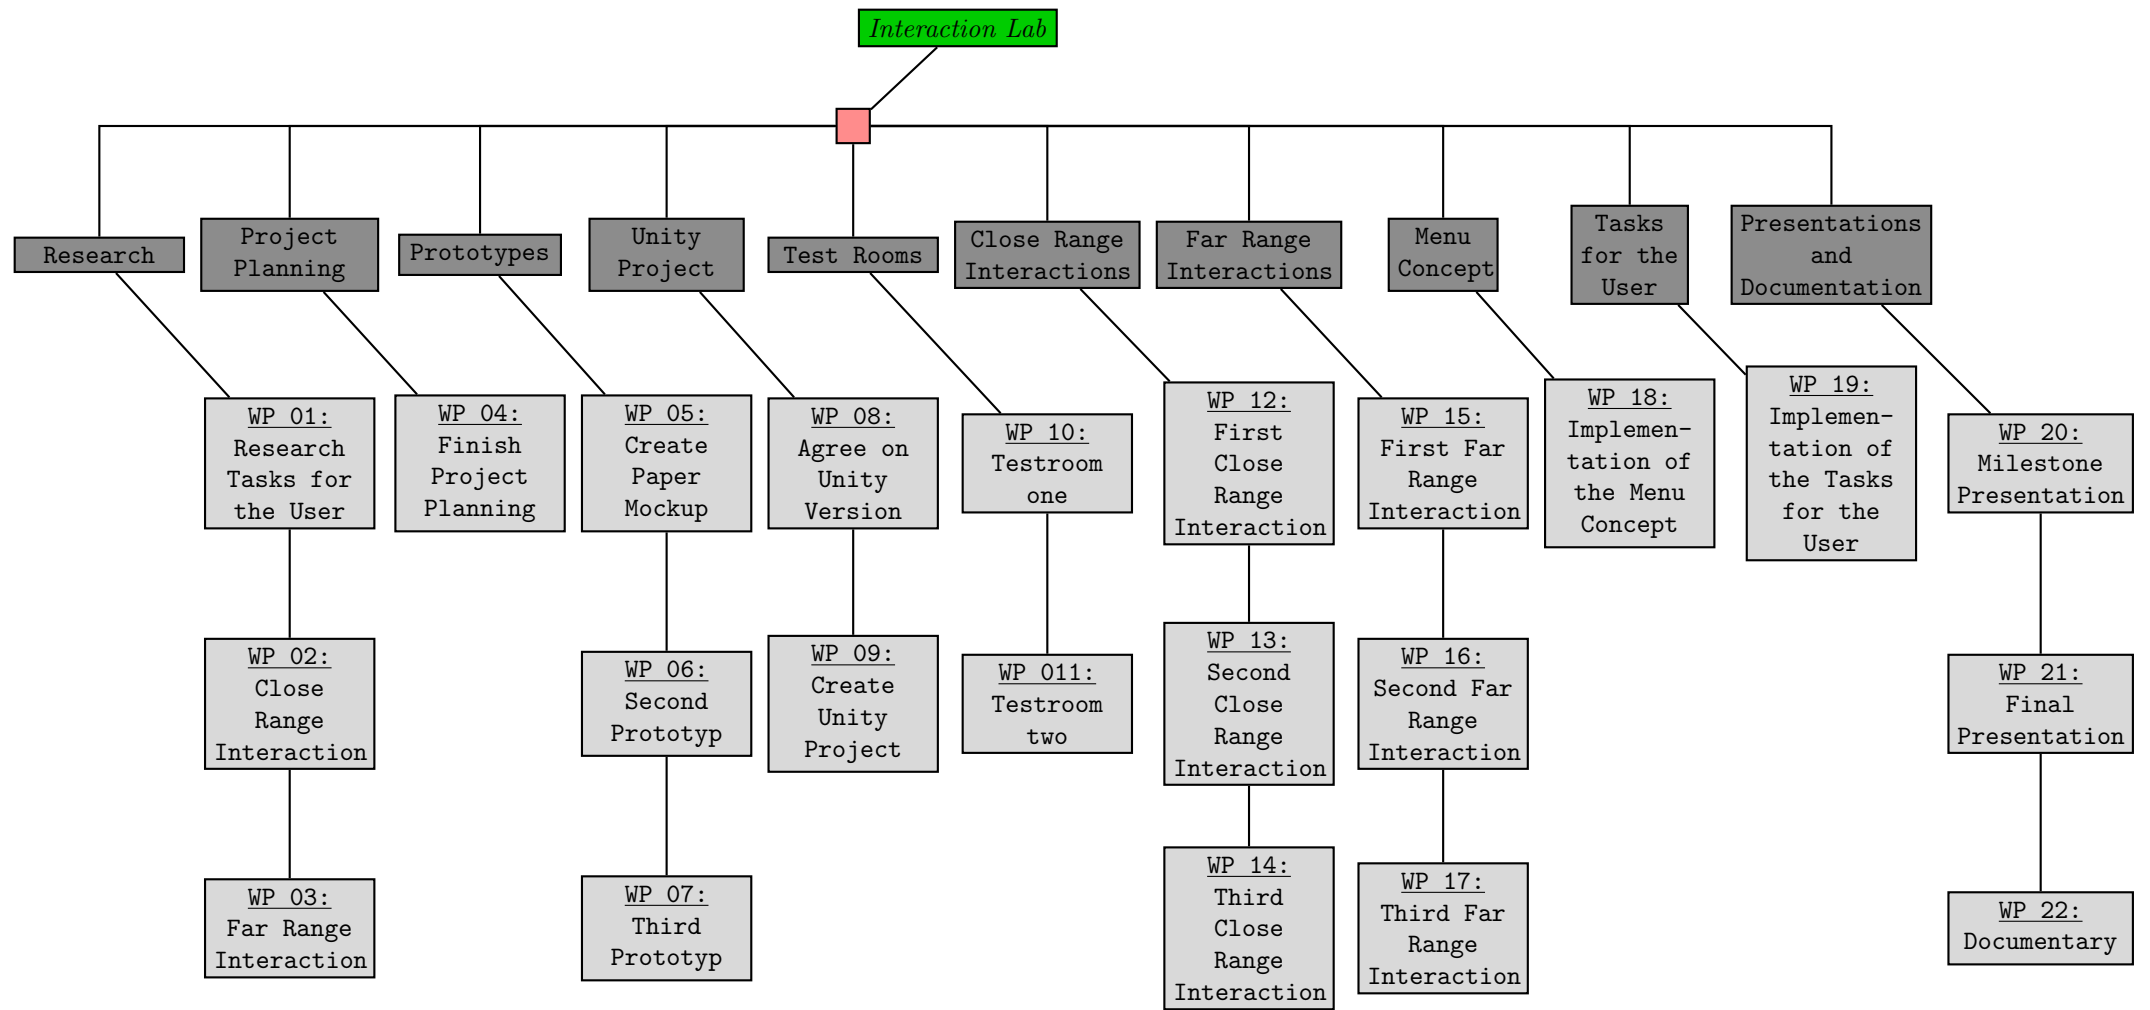 Interaction Lab
Research
Project
Planning
Prototypes
Unity
Project
Test Rooms
Close Range
Interactions
Far Range
Interactions
Menu
Concept
Tasks
for the
User
Presentations
and
Documentation
WP 01:
Research
Tasks for
the User
WP 02:
Close
Range
Interaction
WP 03:
Far Range
Interaction
WP 04:
Finish
Project
Planning
WP 05:
Create
Paper
Mockup
WP 06:
Second
Prototyp
WP 07:
Third
Prototyp
WP 08:
Agree on
Unity
Version
WP 09:
Create
Unity
Project
WP 10:
Testroom
one
WP 011:
Testroom
two
WP 12:
First
Close
Range
Interaction
WP 13:
Second
Close
Range
Interaction
WP 14:
Third
Close
Range
Interaction
WP 15:
First Far
Range
Interaction
WP 16:
Second Far
Range
Interaction
WP 17:
Third Far
Range
Interaction
WP 18:
Implemen-
tation of
the Menu
Concept
WP 19:
Implemen-
tation of
the Tasks
for the
User
WP 20:
Milestone
Presentation
WP 21:
Final
Presentation
WP 22:
Documentary